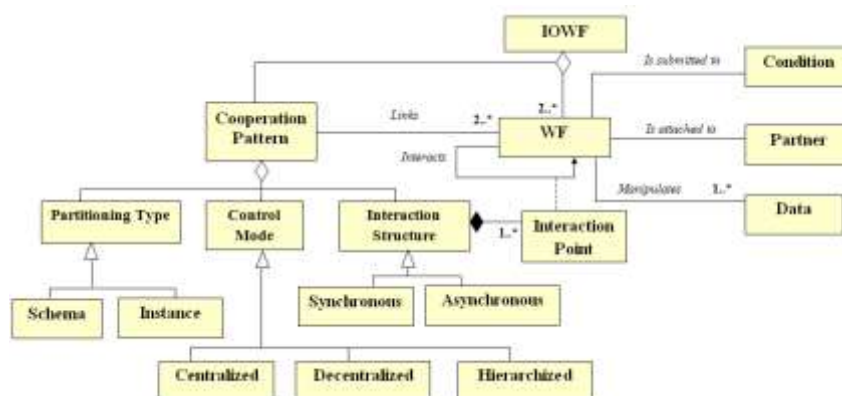 IOWF
Is submitted to
Condition
Cooperation
Pattern
Links
2..*
2..*
WF
Is attached to
Partner
Interacts
Manipulates
1..*
Data
Partitioning Type
Control
Mode
Interaction
Structure
1..*
Interaction
Point
Schema
Instance
Synchronous
Asynchronous
Centralized
Decentralized
Hierarchized